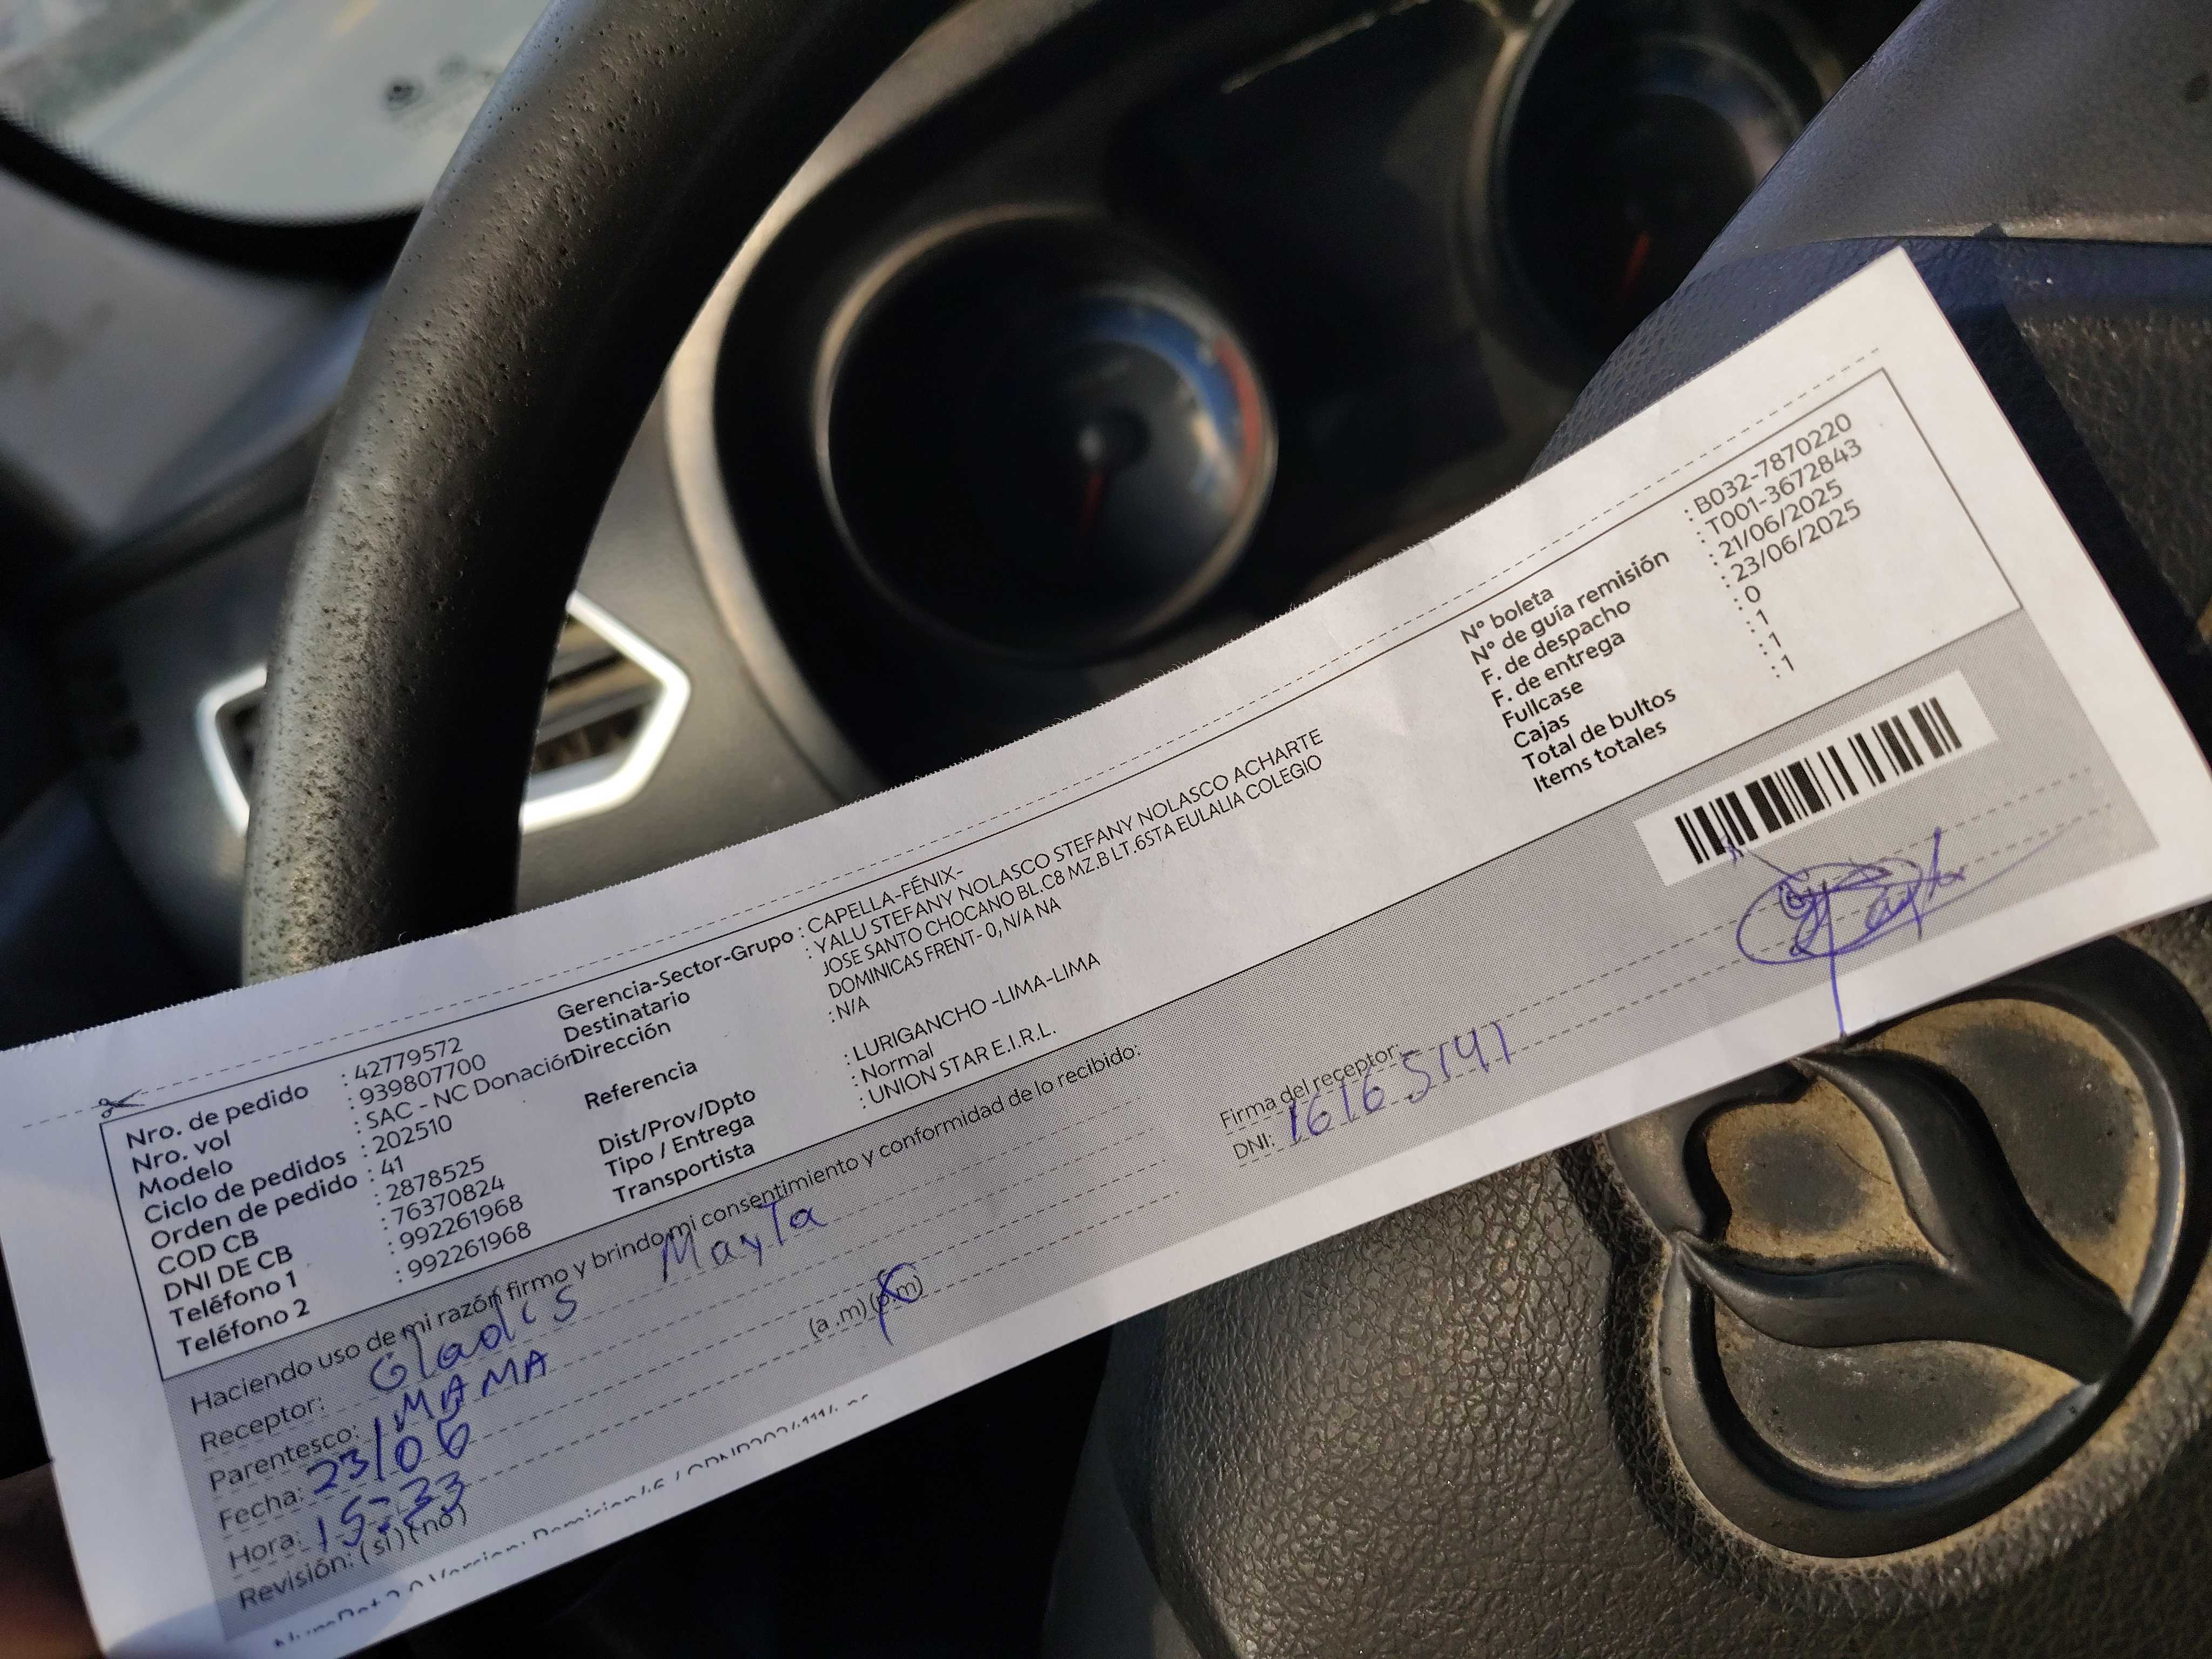 Nro. de pedido : 42779572
Nro. vol : 939807700
Modelo : SAC - NC Donación
Ciclo de pedidos : 202510
Orden de pedido : 41
COD CB : 2878525
DNI DE CB : 76370824
Teléfono 1 : 992261968
Teléfono 2 : 992261968
Gerencia-Sector-Grupo : CAPELLA-FÉNIX-
Destinatario : YALU STEFANY NOLASCO STEFANY NOLASCO ACHARTE
Dirección JOSE SANTO CHOCANO BL.C8 MZ.B LT.6STA EULALIA COLEGIO
DOMINICAS FRENT- 0, N/A NA
Referencia : N/A
Dist/Prov/Dpto : LURIGANCHO -LIMA-LIMA
Tipo / Entrega : Normal
Transportista : UNION STAR E.I.R.L.
Nº boleta : B032-7870220
Nº de guía remisión : T001-3672843
F. de despacho : 21/06/2025
F. de entrega : 23/06/2025
Fullcase : 0
Cajas : 1
Total de bultos : 1
Items totales : 1
Haciendo uso de mi razón firmo y brindo mi consentimiento y conformidad de lo recibido:
Receptor: Gladis Mayta
Parentesco: MAMA
Fecha: 23/06
Hora: 15:33 (a .m) (p.m)
Revisión: (si) (no)
Firma del receptor:
DNI: 16165141